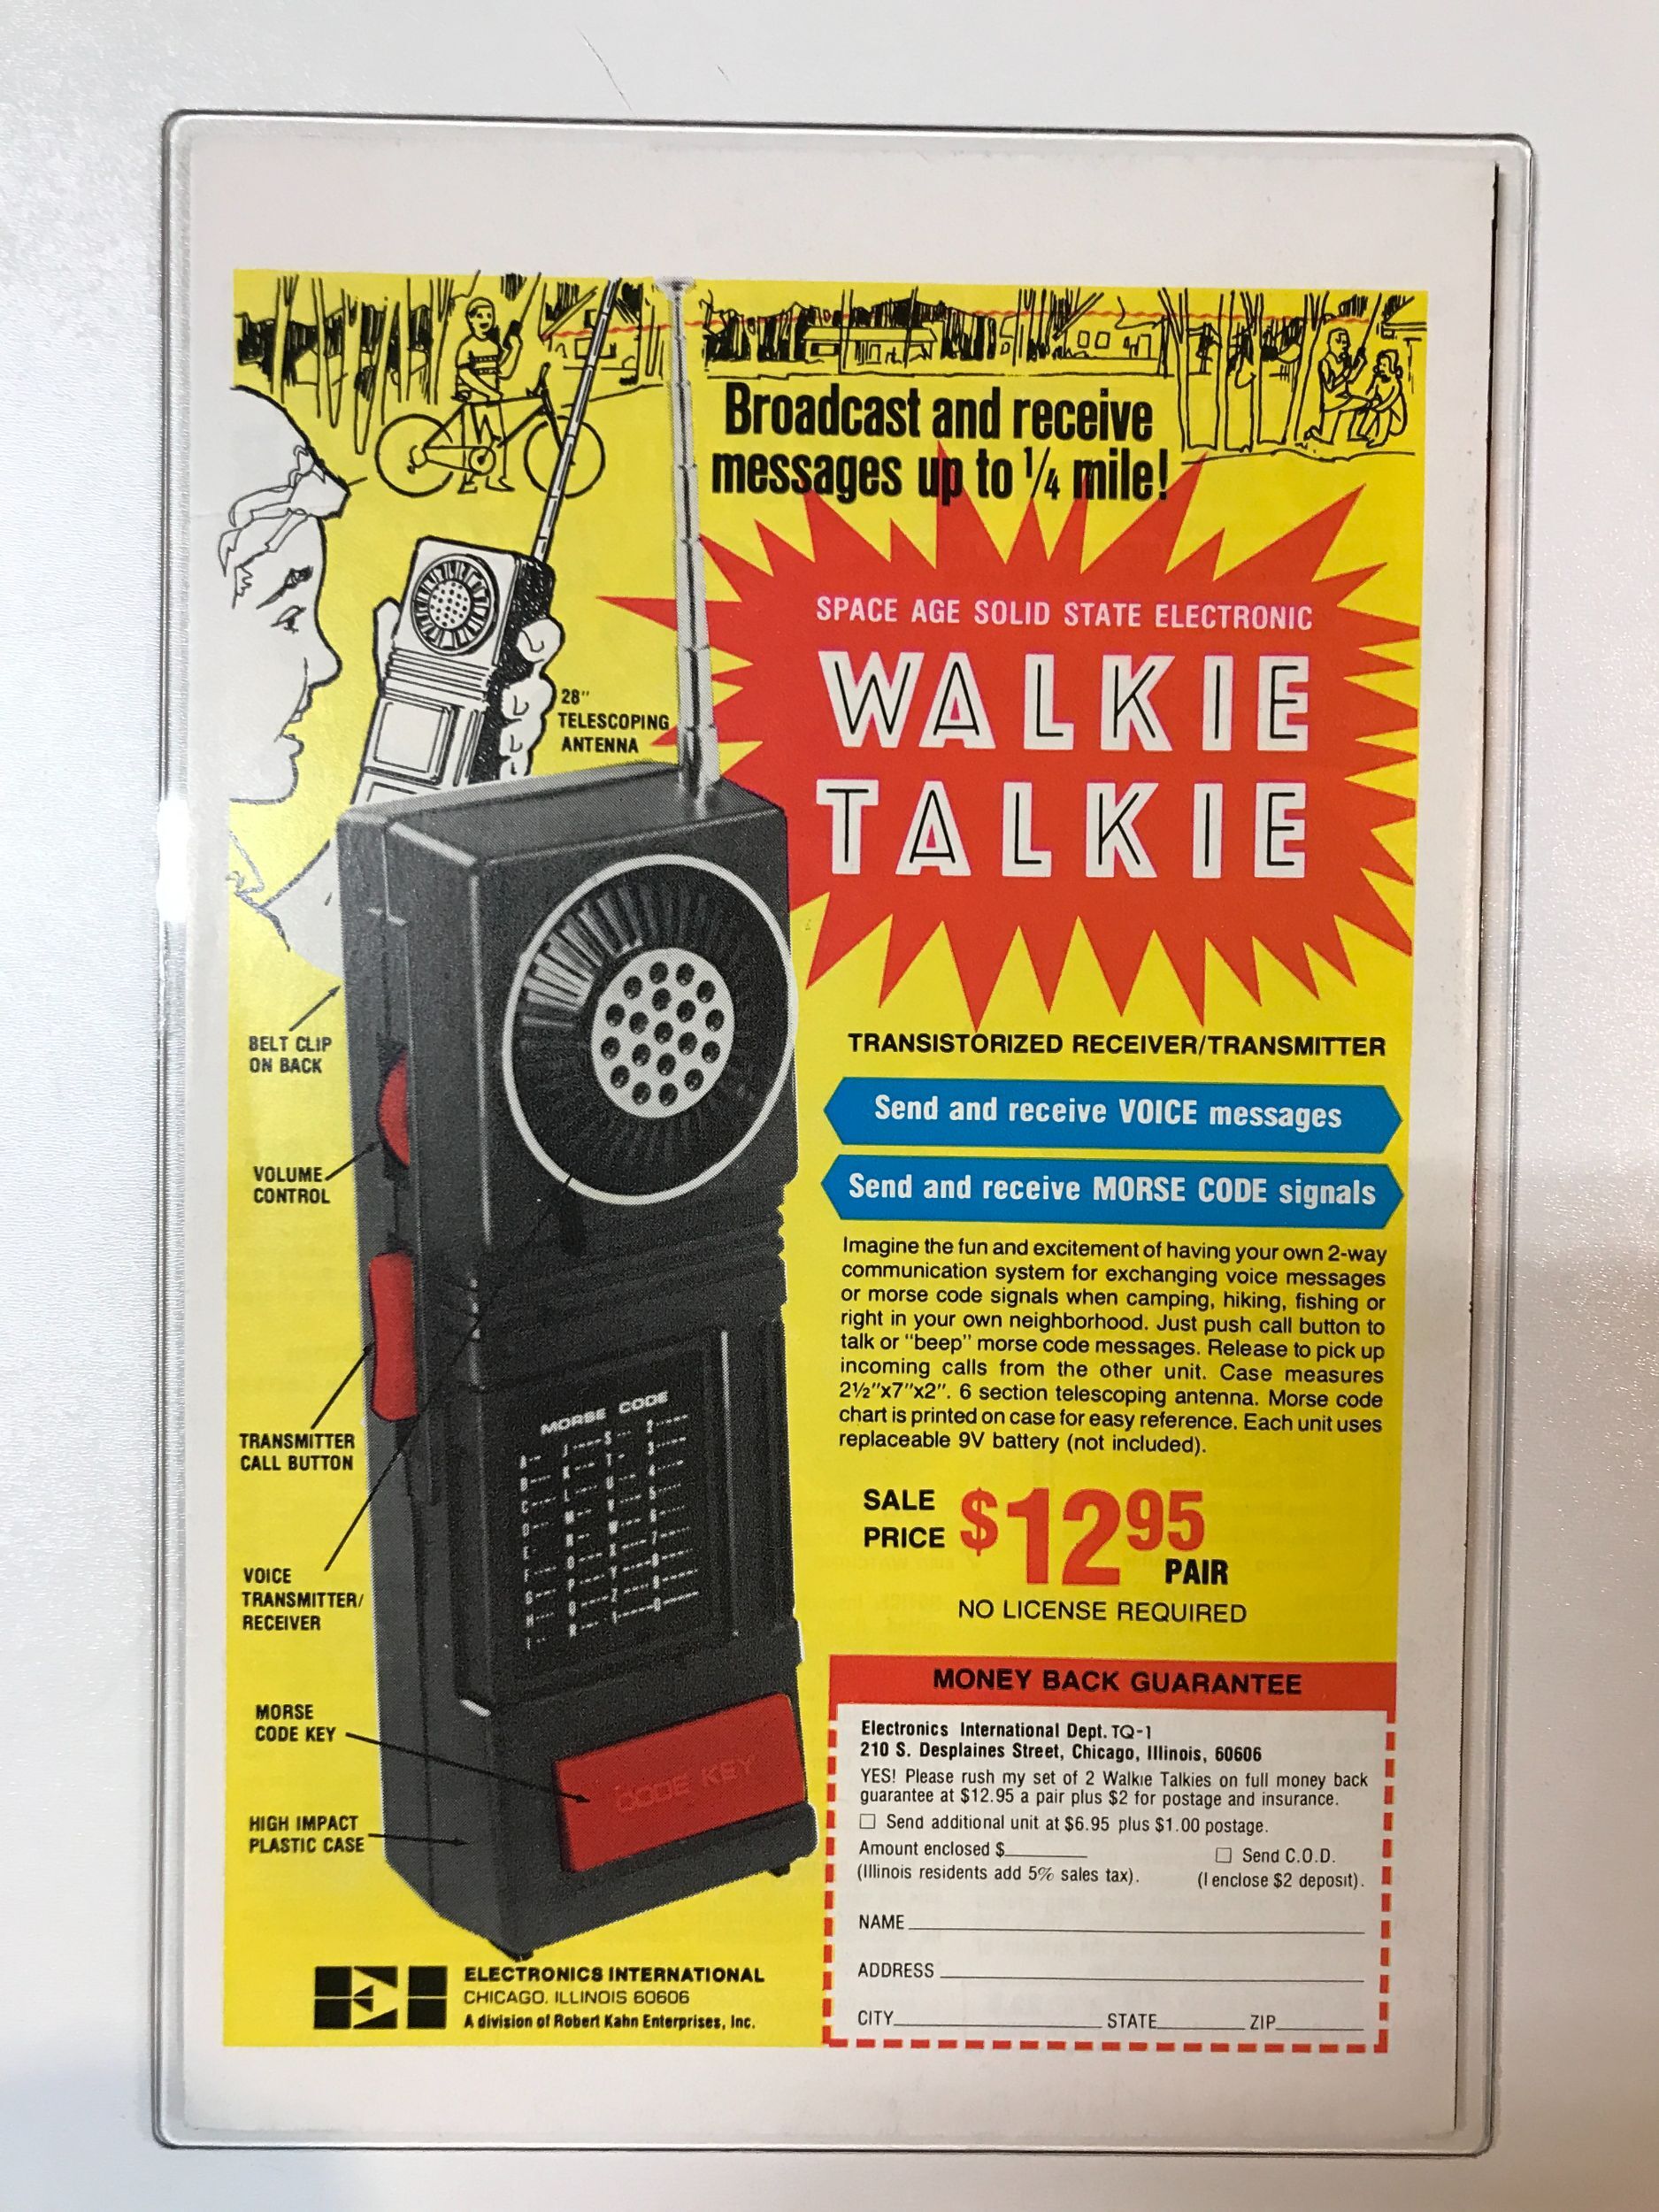 Broadcast and receive
messages up to ¼ mile!
SPACE AGE SOLID STATE ELECTRONIC
WALKIE
TALKIE
28"
TELESCOPING
ANTENNA
BELT CLIP
ON BACK
VOLUME
CONTROL
TRANSMITTER
CALL BUTTON
VOICE
TRANSMITTER/
RECEIVER
MORSE
CODE KEY
HIGH IMPACT
PLASTIC CASE
MORSE CODE
CODE KEY
TRANSISTORIZED RECEIVER/TRANSMITTER
Send and receive VOICE messages
Send and receive MORSE CODE signals
Imagine the fun and excitement of having your own 2-way
communication system for exchanging voice messages
or morse code signals when camping, hiking, fishing or
right in your own neighborhood. Just push call button to
talk or "beep" morse code messages. Release to pick up
incoming calls from the other unit. Case measures
2½"x7"x2". 6 section telescoping antenna. Morse code
chart is printed on case for easy reference. Each unit uses
replaceable 9V battery (not included).
SALE
PRICE $12 95
PAIR
NO LICENSE REQUIRED
MONEY BACK GUARANTEE
Electronics International Dept. TQ-1
210 S. Desplaines Street, Chicago, Illinois, 60606
YES! Please rush my set of 2 Walkie Talkies on full money back
guarantee at $12.95 a pair plus $2 for postage and insurance.
☐ Send additional unit at $6.95 plus $1.00 postage.
Amount enclosed $________ ☐ Send C.O.D.
(Illinois residents add 5% sales tax). (I enclose $2 deposit).
NAME
ADDRESS
CITY STATE ZIP
ELECTRONICS INTERNATIONAL
CHICAGO, ILLINOIS 60606
A division of Robert Kahn Enterprises, Inc.